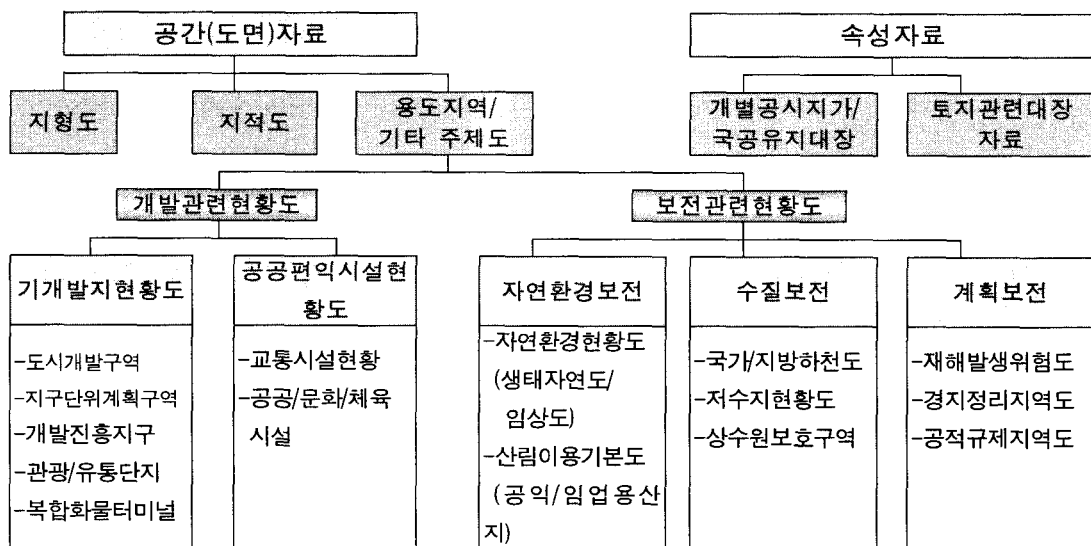 공간(도면)자료
속성자료
지형도
지적도
용도지역/
기타 주제도
개별공시지가/
국공유지대장
토지관련대장
자료
개발관련현황도
보전관련현황도
기개발지현황도
-도시개발구역
-지구단위계획구역
-개발진흥지구
-관광/유통단지
-복합화물터미널
공공편익시설현
황도
-교통시설현황
-공공/문화/체육
시설
자연환경보전
-자연환경현황도
(생태자연도/
임상도)
-산림이용기본도
(공익/임업용산
지)
수질보전
-국가/지방하천도
-저수지현황도
-상수원보호구역
계획보전
-재해발생위험도
-경지정리지역도
-공적규제지역도